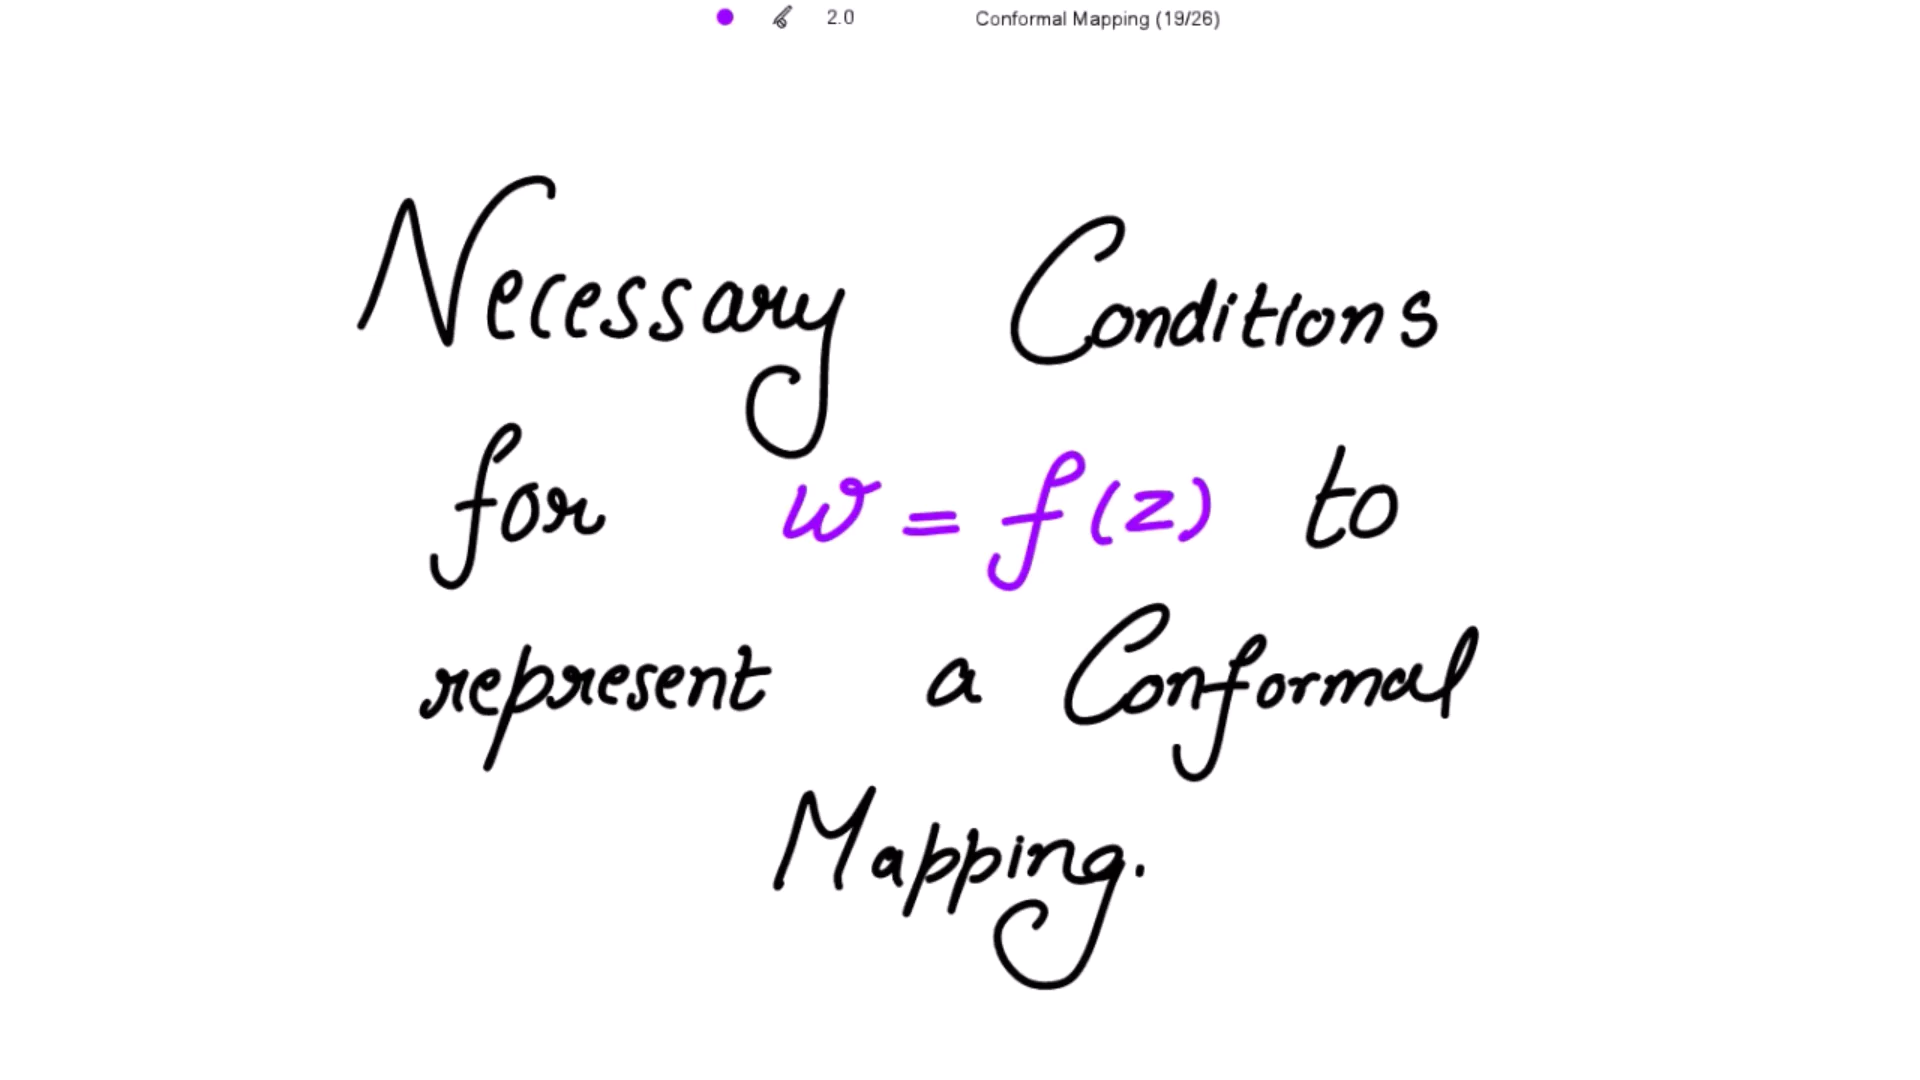 2.0 Conformal Mapping (19/26)
Necessary Conditions
for w = f(z) to
represent a Conformal
Mapping.